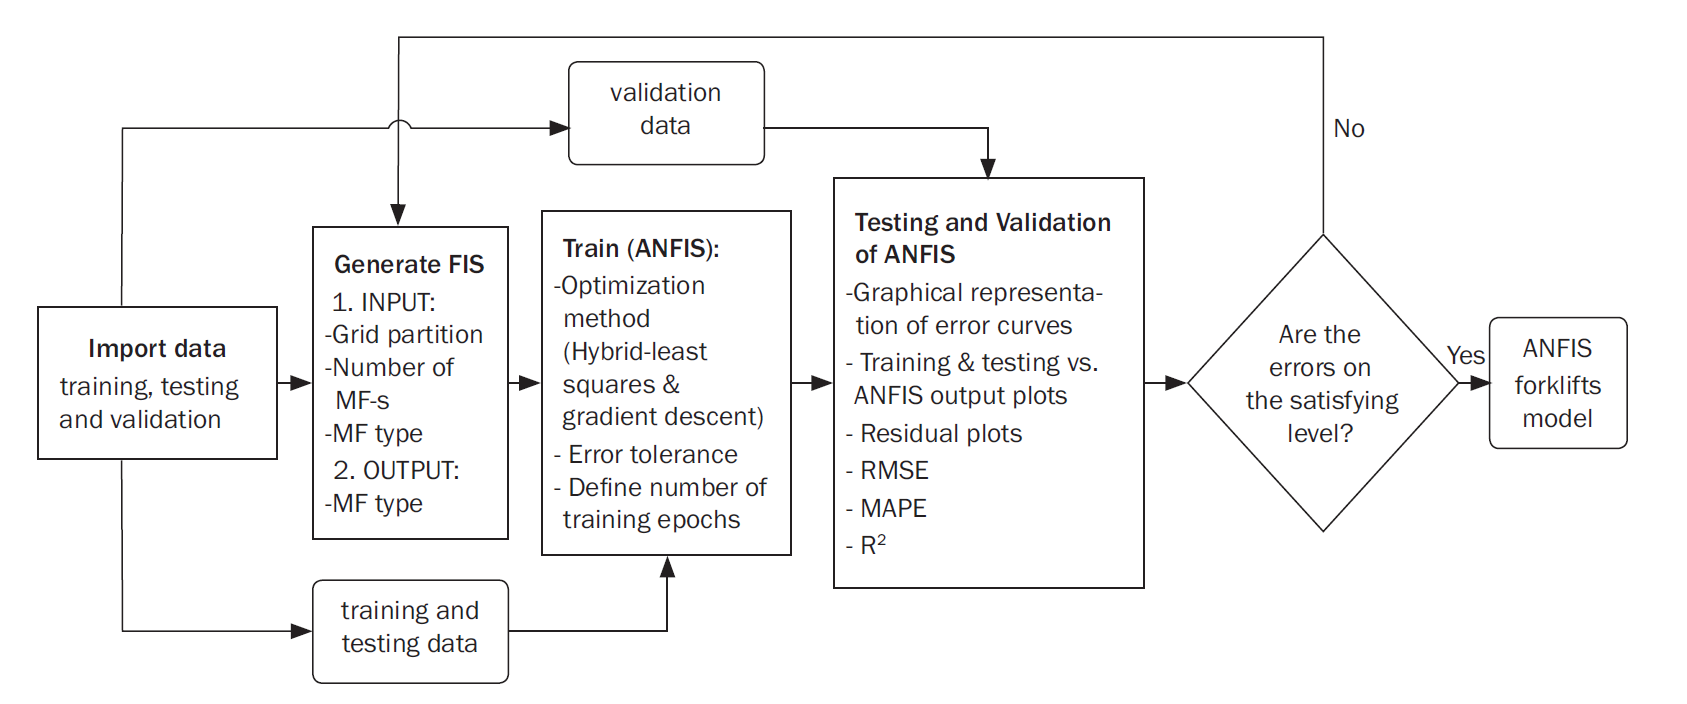 validation
data
No
Import data
training, testing
and validation
Generate FIS
1. INPUT:
-Grid partition
-Number of
MF-s
-MF type
2. OUTPUT:
-MF type
Train (ANFIS):
-Optimization
method
(Hybrid-least
squares &
gradient descent)
- Error tolerance
- Define number of
training epochs
Testing and Validation
of ANFIS
-Graphical representa-
tion of error curves
- Training & testing vs.
ANFIS output plots
- Residual plots
- RMSE
- MAPE
- R²
Are the
errors on
the satisfying
level?
Yes
ANFIS
forklifts
model
training and
testing data